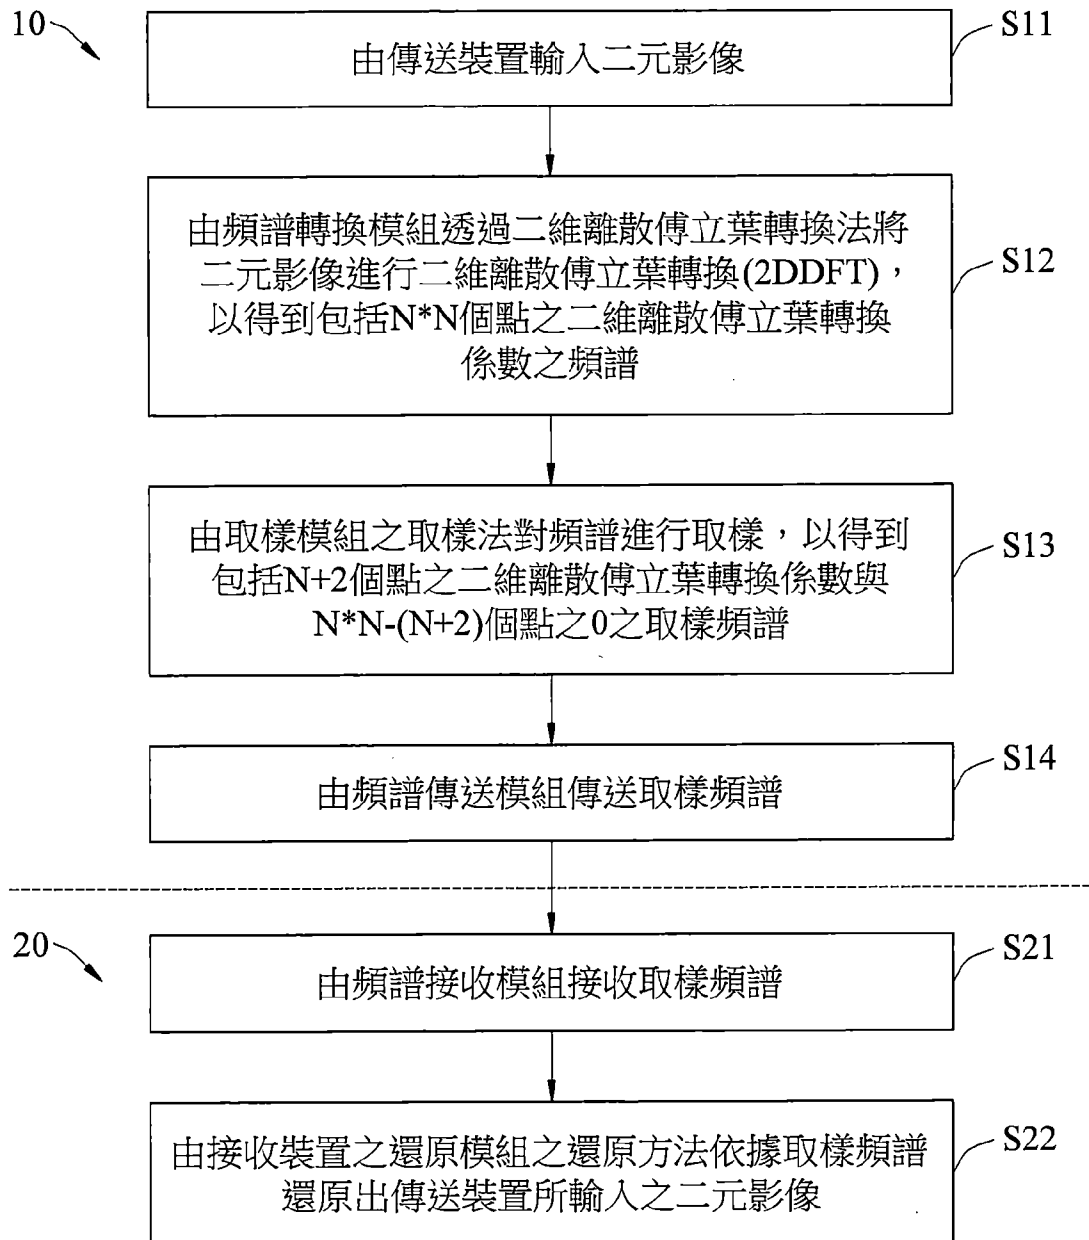 10
S11
由傳送裝置輸入二元影像
由頻譜轉換模組透過二維離散傅立葉轉換法將
二元影像進行二維離散傅立葉轉換(2DDFT)，
以得到包括N*N個點之二維離散傅立葉轉換
係數之頻譜
S12
由取樣模組之取樣法對頻譜進行取樣，以得到
包括N+2個點之二維離散傅立葉轉換係數與
N*N-(N+2)個點之0之取樣頻譜
S13
由頻譜傳送模組傳送取樣頻譜
S14
20
由頻譜接收模組接收取樣頻譜
S21
由接收裝置之還原模組之還原方法依據取樣頻譜
還原出傳送裝置所輸入之二元影像
S22